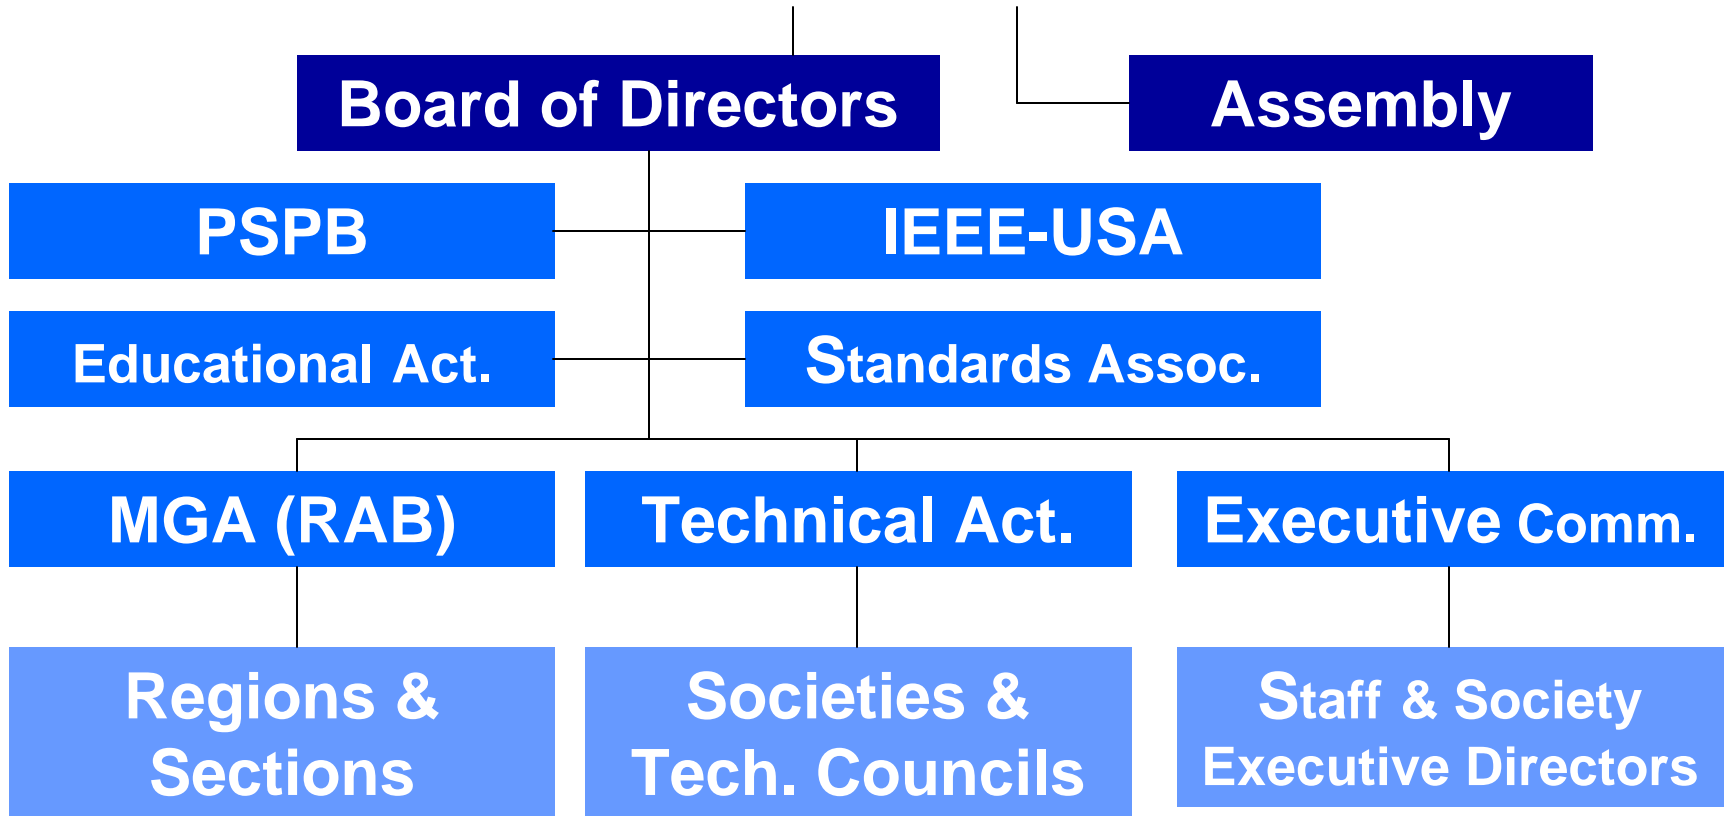 Board of Directors
Assembly
PSPB
IEEE-USA
Educational Act.
Standards Assoc.
MGA (RAB)
Technical Act.
Executive Comm.
Regions &
Sections
Societies &
Tech. Councils
Staff & Society
Executive Directors